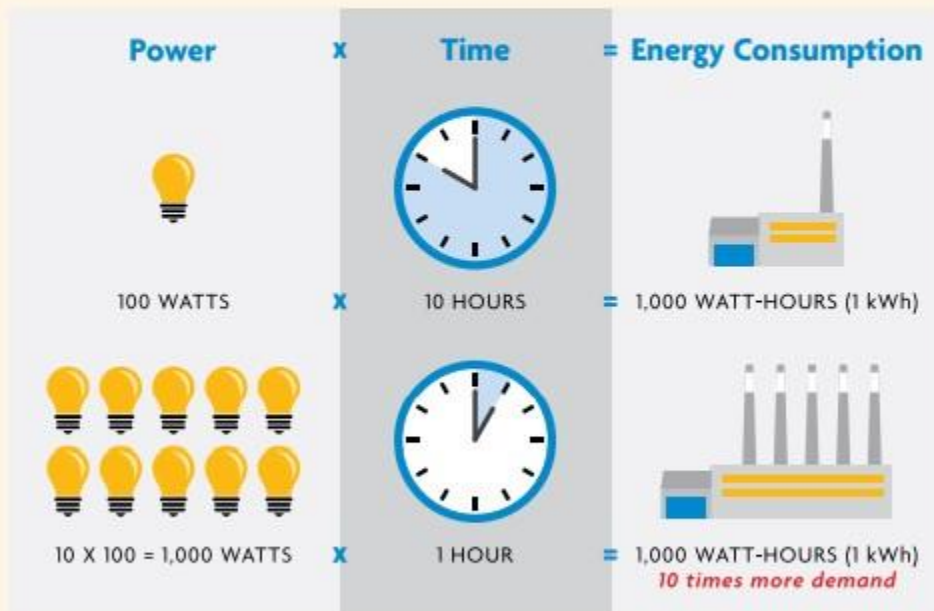 Power x Time = Energy Consumption
100 WATTS x 10 HOURS = 1,000 WATT-HOURS (1 kWh)
10 X 100 = 1,000 WATTS x 1 HOUR = 1,000 WATT-HOURS (1 kWh)
10 times more demand